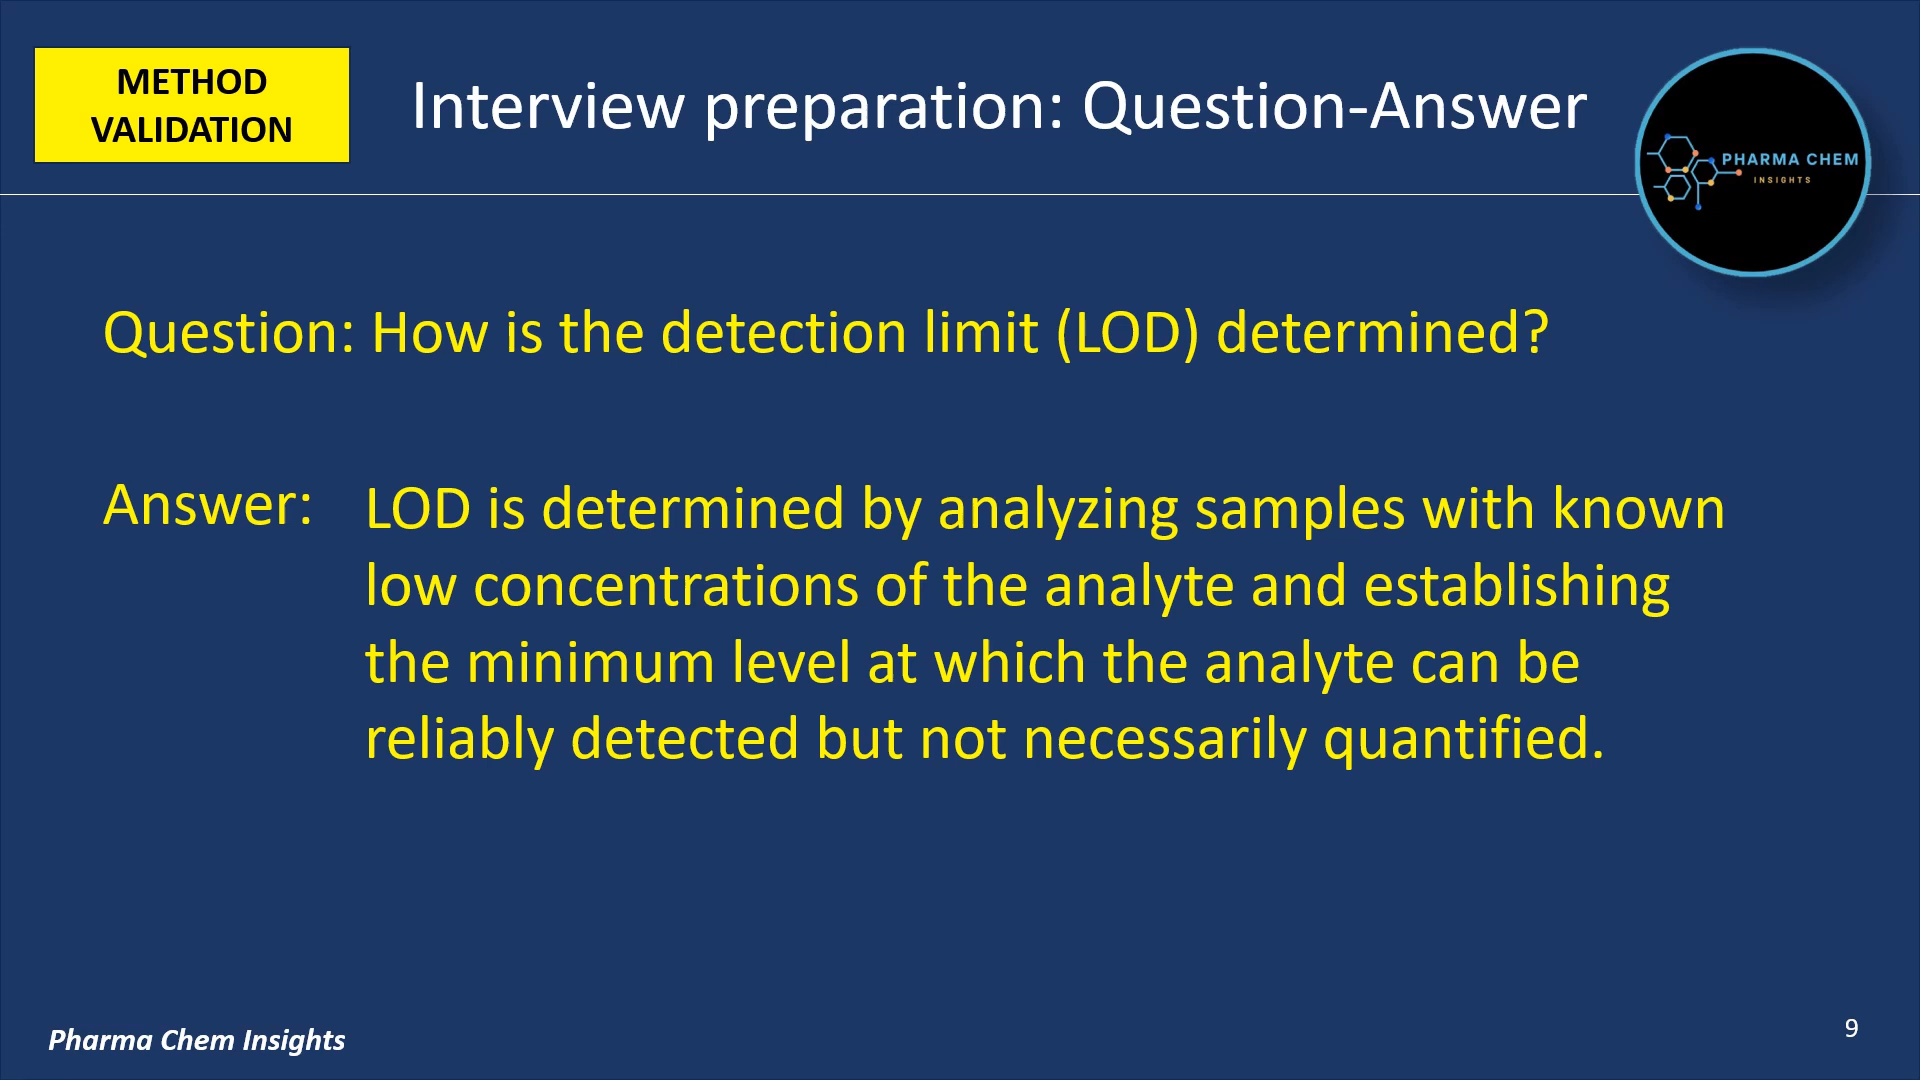 METHOD
VALIDATION
Interview preparation: Question-Answer
PHARMA CHEM
INSIGHTS
Question: How is the detection limit (LOD) determined?
Answer: LOD is determined by analyzing samples with known
low concentrations of the analyte and establishing
the minimum level at which the analyte can be
reliably detected but not necessarily quantified.
Pharma Chem Insights
9